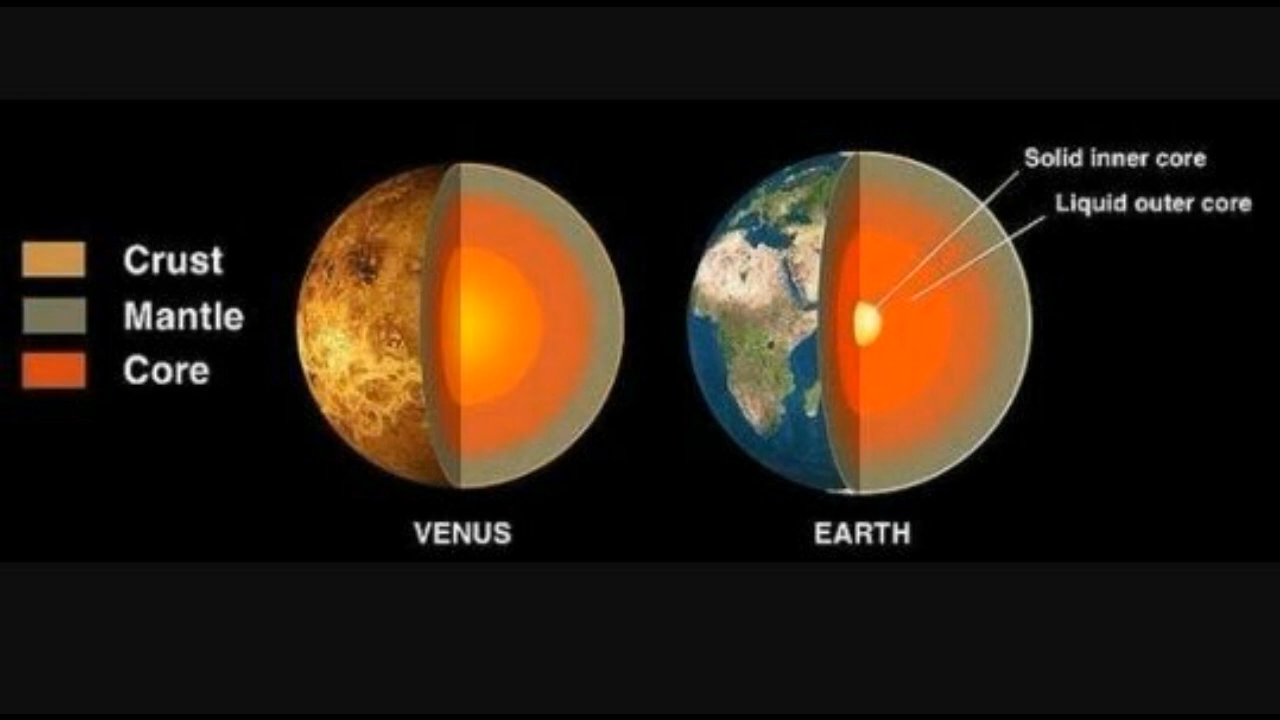 Solid inner core
Liquid outer core
Crust
Mantle
Core
VENUS
EARTH